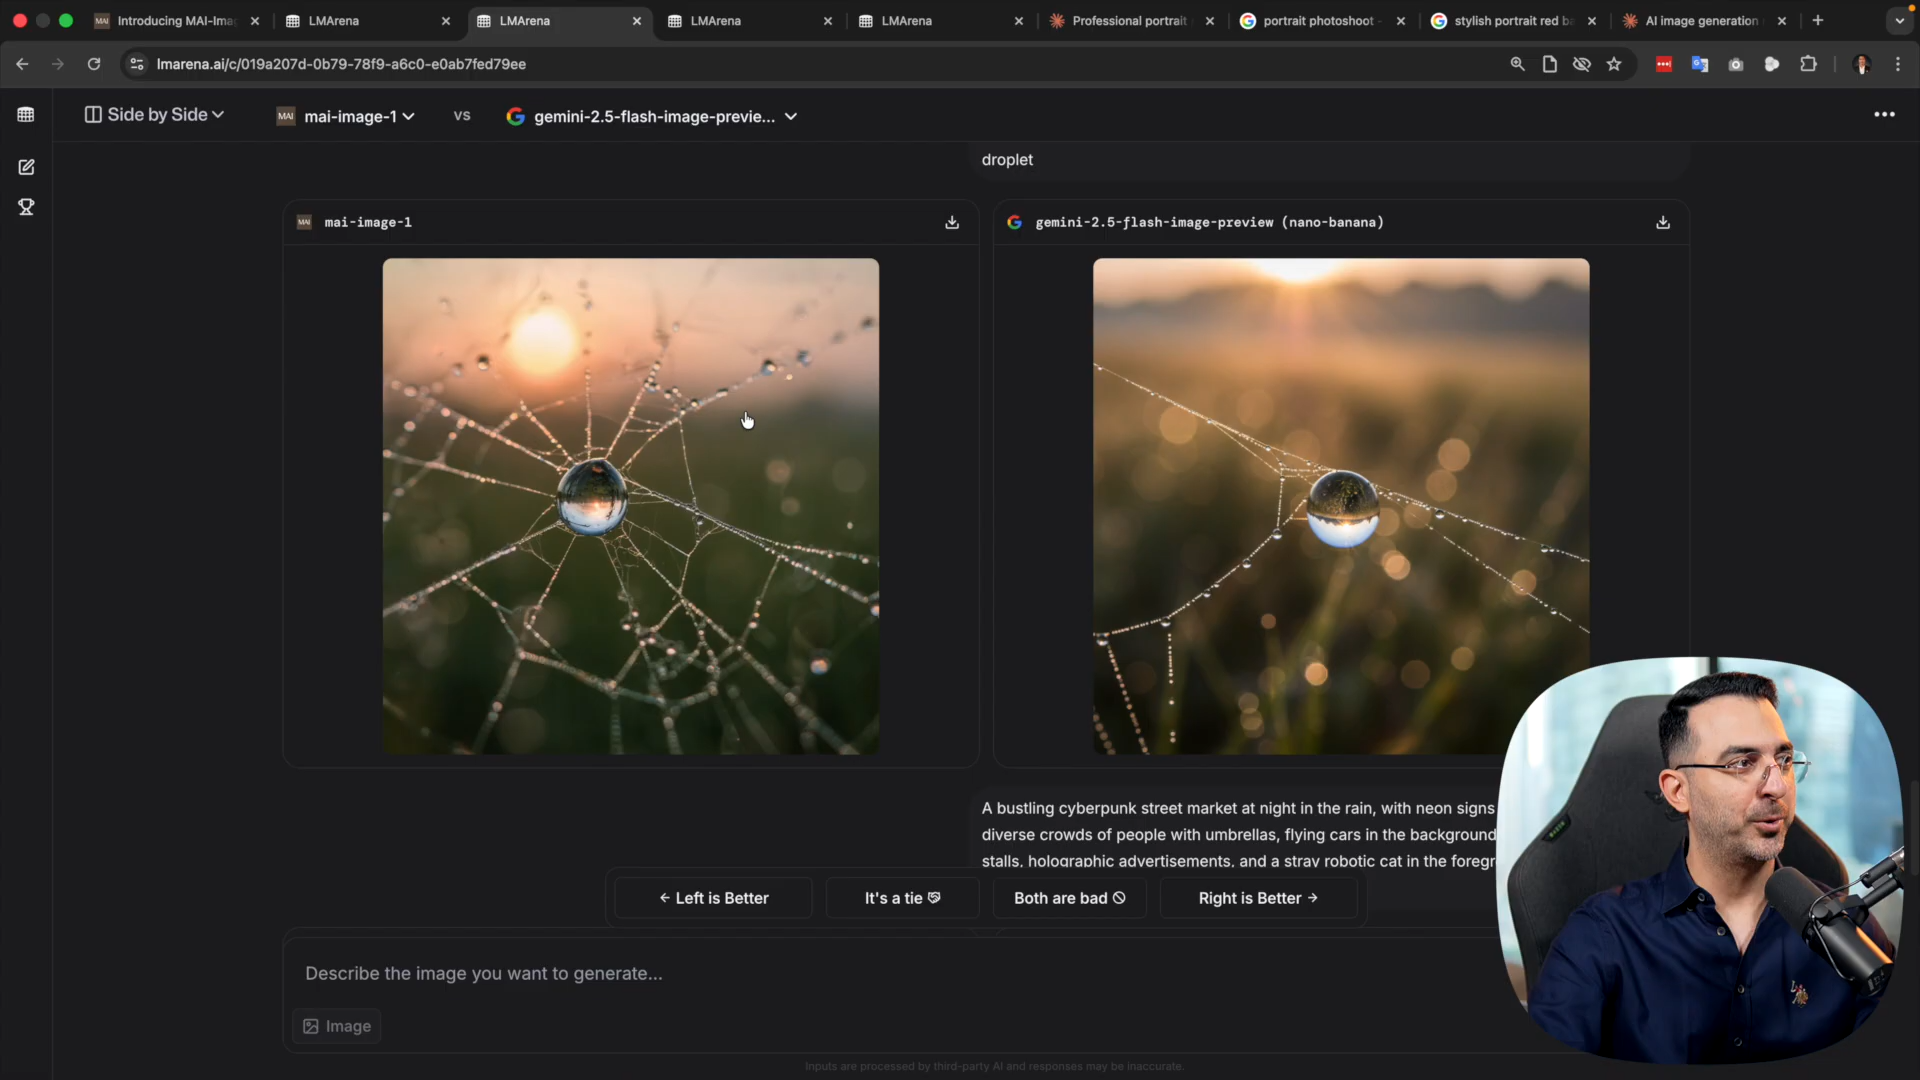 Introducing MAI-Ima
LMArena
LMArena
LMArena
LMArena
Professional portrait
portrait photoshoot -
stylish portrait red ba
AI image generation
lmarena.ai/c/019a207d-0b79-78f9-a6c0-e0ab7fed79ee
Side by Side
MAI
mai-image-1
VS
gemini-2.5-flash-image-previe...
droplet
MAI
mai-image-1
gemini-2.5-flash-image-preview (nano-banana)
A bustling cyberpunk street market at night in the rain, with neon signs
diverse crowds of people with umbrellas, flying cars in the background
stalls, holographic advertisements, and a stray robotic cat in the foregr
← Left is Better
It's a tie
Both are bad
Right is Better →
Describe the image you want to generate...
Image
Inputs are processed by third-party AI and responses may be inaccurate.